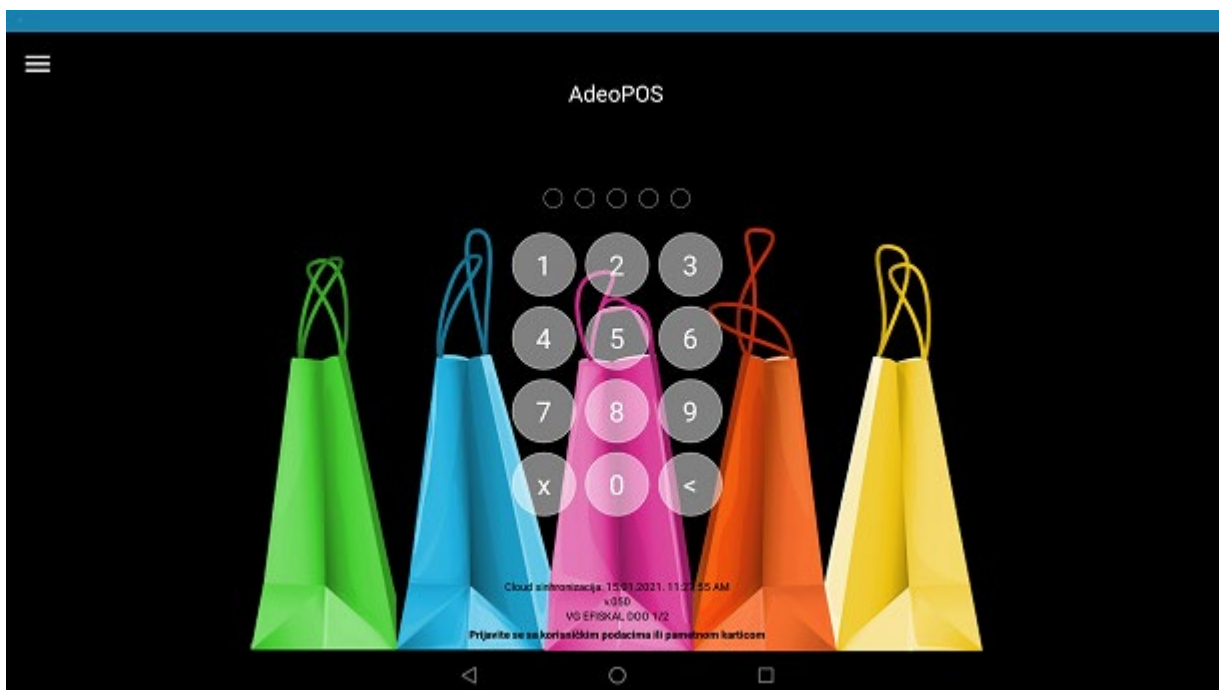 AdeoPOS
1 2 3
4 5 6
7 8 9
x 0 <
Cloud sinhronizacija: 15.01.2021. 11:27:55 AM
v.050
VG EFISKAL DOO 1/2
Prijavite se sa korisničkim podacima ili pametnom karticom